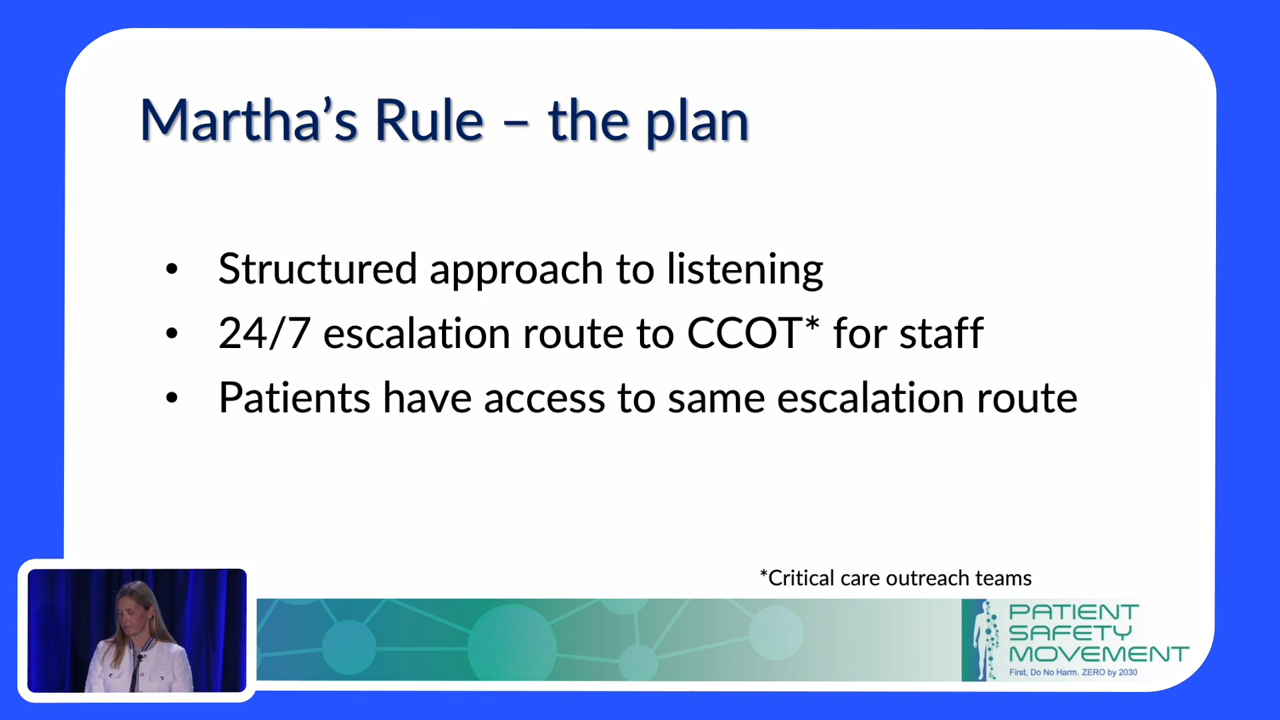 Martha’s Rule – the plan
• Structured approach to listening
• 24/7 escalation route to CCOT* for staff
• Patients have access to same escalation route
*Critical care outreach teams
PATIENT
SAFETY
MOVEMENT
First, Do No Harm. ZERO by 2030